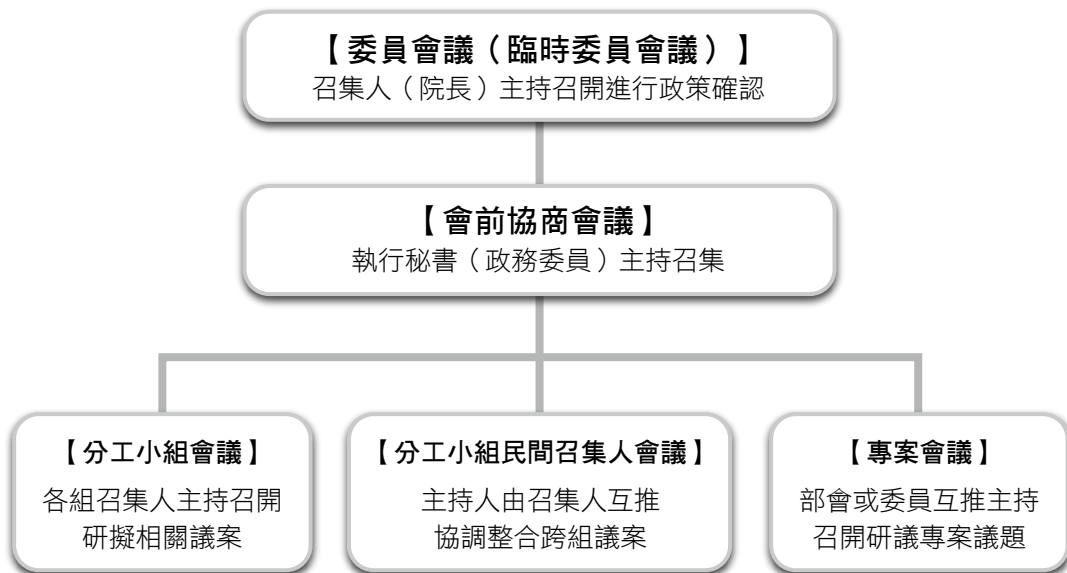 【委員會議（臨時委員會議）】
召集人（院長）主持召開進行政策確認
【會前協商會議】
執行秘書（政務委員）主持召集
【分工小組會議】
各組召集人主持召開
研擬相關議案
【分工小組民間召集人會議】
主持人由召集人互推
協調整合跨組議案
【專案會議】
部會或委員互推主持
召開研議專案議題